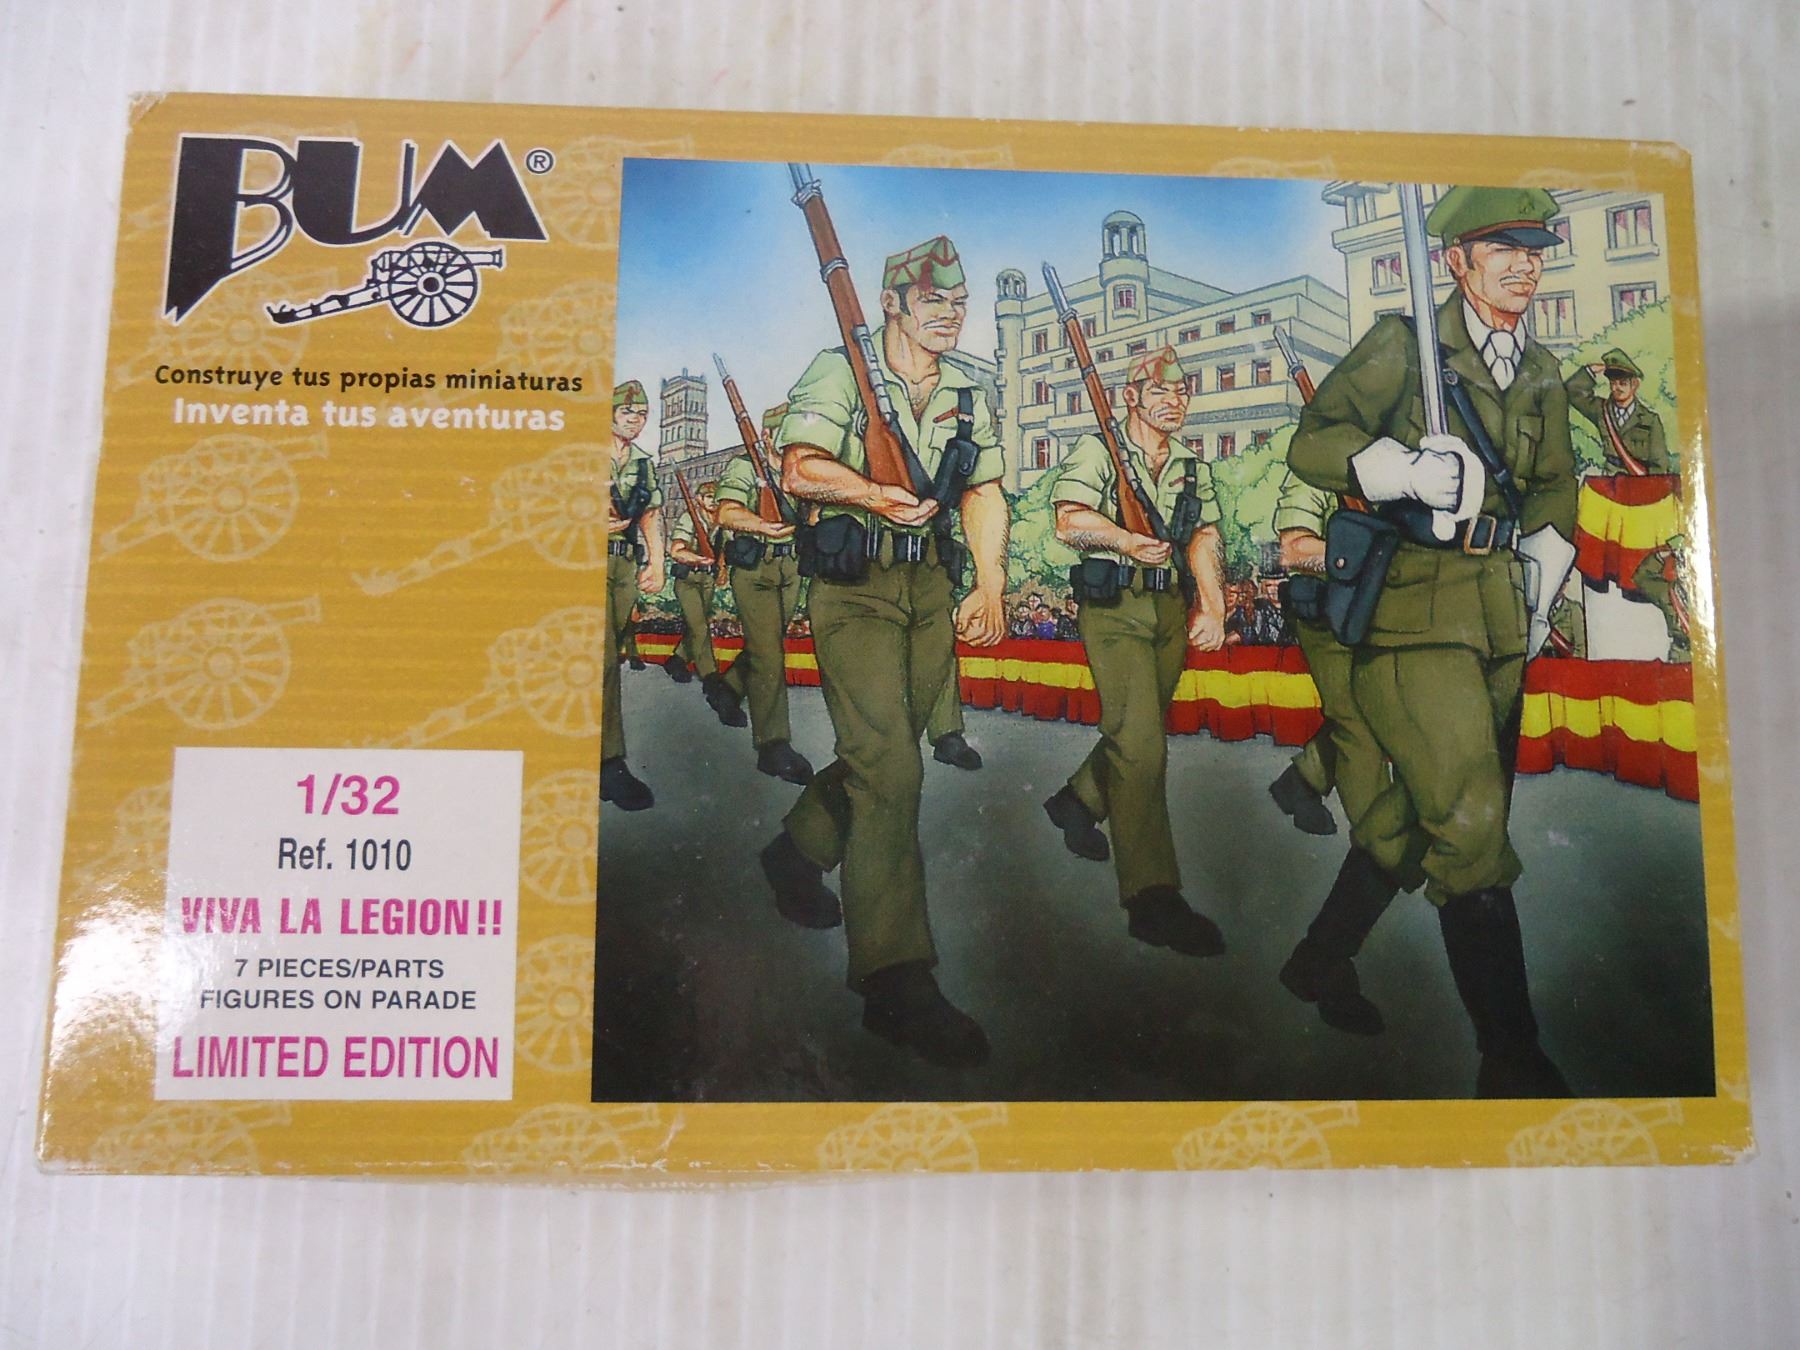 BUM®
Construye tus propias miniaturas
Inventa tus aventuras
1/32
Ref. 1010
VIVA LA LEGION!!
7 PIECES/PARTS
FIGURES ON PARADE
LIMITED EDITION